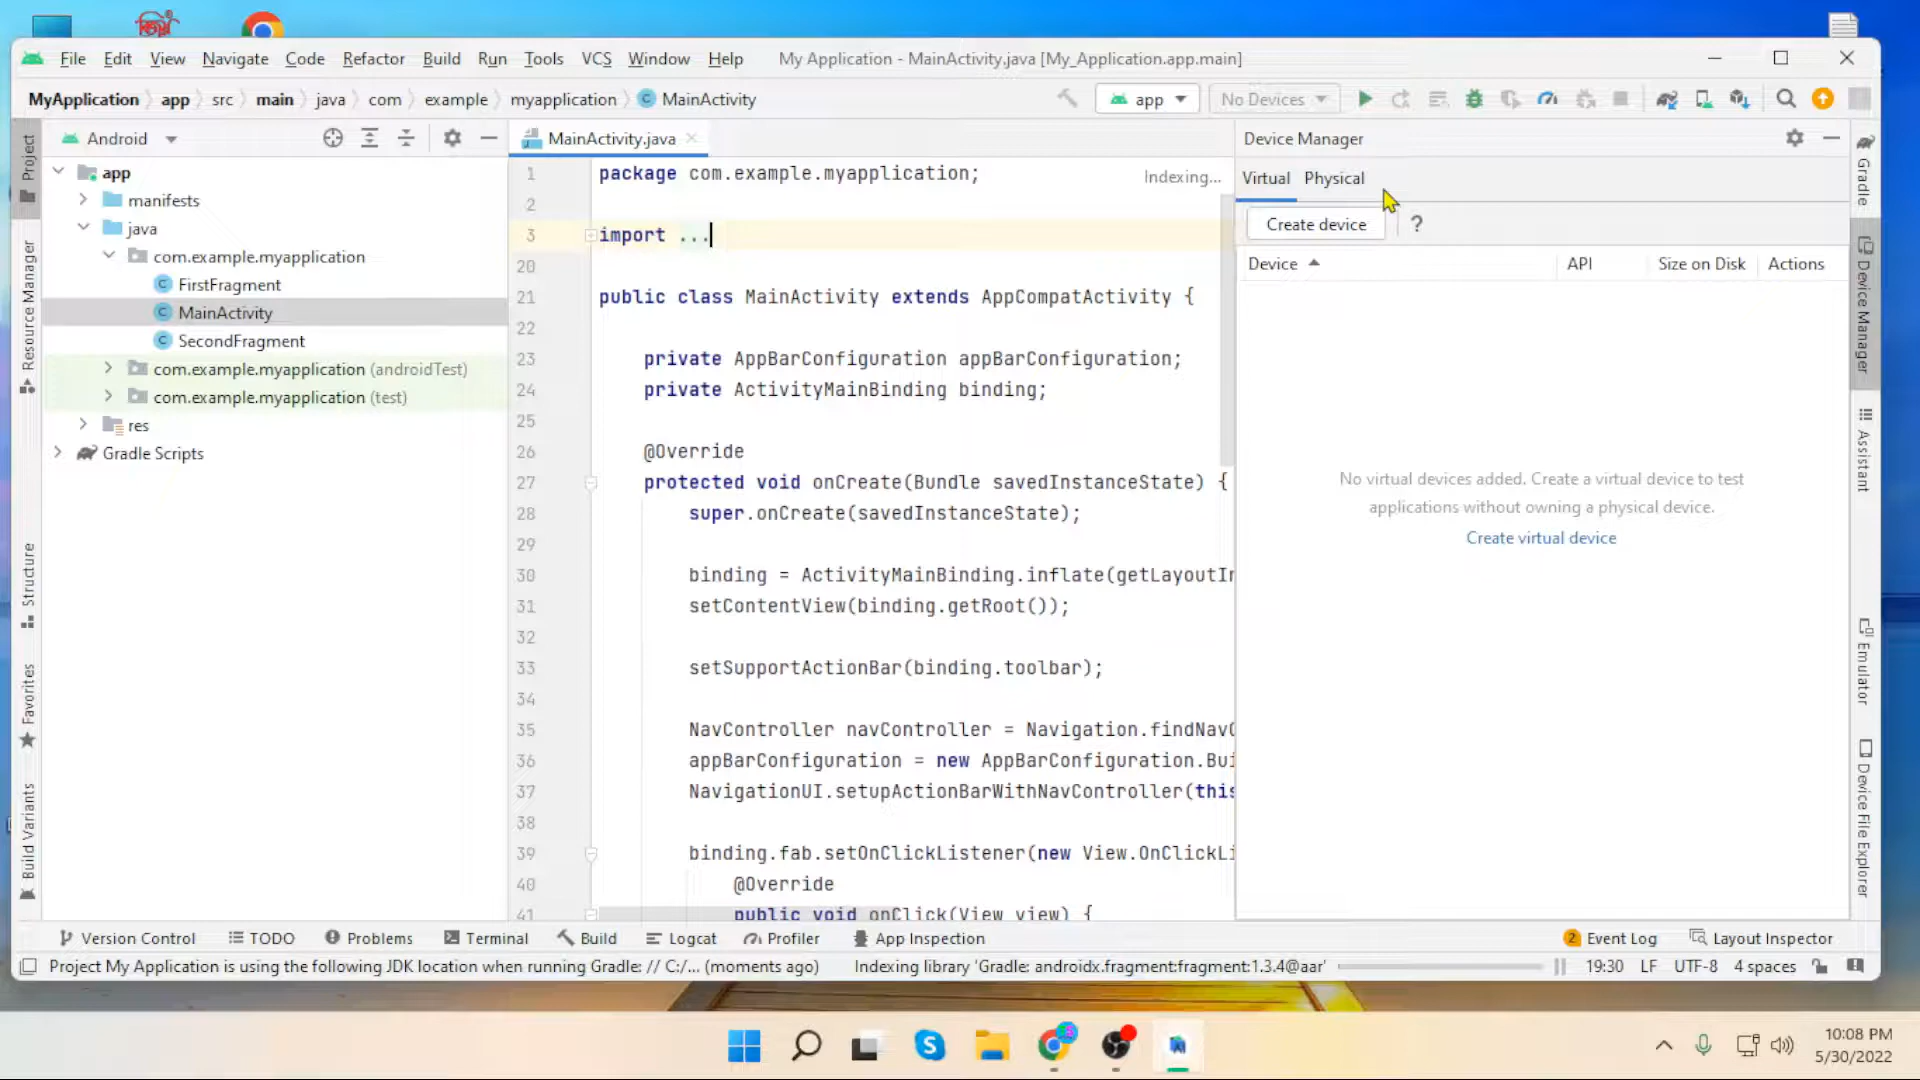 File Edit View Navigate Code Refactor Build Run Tools VCS Window Help My Application - MainActivity.java [My_Application.app.main]
MyApplication app src main java com example myapplication MainActivity app No Devices
Android
MainActivity.java
Device Manager
Project
Resource Manager
Structure
Favorites
Build Variants
app
manifests
java
com.example.myapplication
FirstFragment
MainActivity
SecondFragment
com.example.myapplication (androidTest)
com.example.myapplication (test)
res
Gradle Scripts
1 package com.example.myapplication;
Indexing...
2
3 import ...
20
21 public class MainActivity extends AppCompatActivity {
22
23 private AppBarConfiguration appBarConfiguration;
24 private ActivityMainBinding binding;
25
26 @Override
27 protected void onCreate(Bundle savedInstanceState) {
28 super.onCreate(savedInstanceState);
29
30 binding = ActivityMainBinding.inflate(getLayoutIn
31 setContentView(binding.getRoot());
32
33 setSupportActionBar(binding.toolbar);
34
35 NavController navController = Navigation.findNavC
36 appBarConfiguration = new AppBarConfiguration.Bui
37 NavigationUI.setupActionBarWithNavController(this
38
39 binding.fab.setOnClickListener(new View.OnClickLi
40 @Override
41 public void onClick(View view) {
Virtual Physical
Create device ?
Device API Size on Disk Actions
No virtual devices added. Create a virtual device to test
applications without owning a physical device.
Create virtual device
Gradle
Device Manager
Assistant
Emulator
Device File Explorer
Version Control TODO Problems Terminal Build Logcat Profiler App Inspection 2 Event Log Layout Inspector
Project My Application is using the following JDK location when running Gradle: // C:/... (moments ago) Indexing library 'Gradle: androidx.fragment:fragment:1.3.4@aar' 19:30 LF UTF-8 4 spaces
10:08 PM
5/30/2022